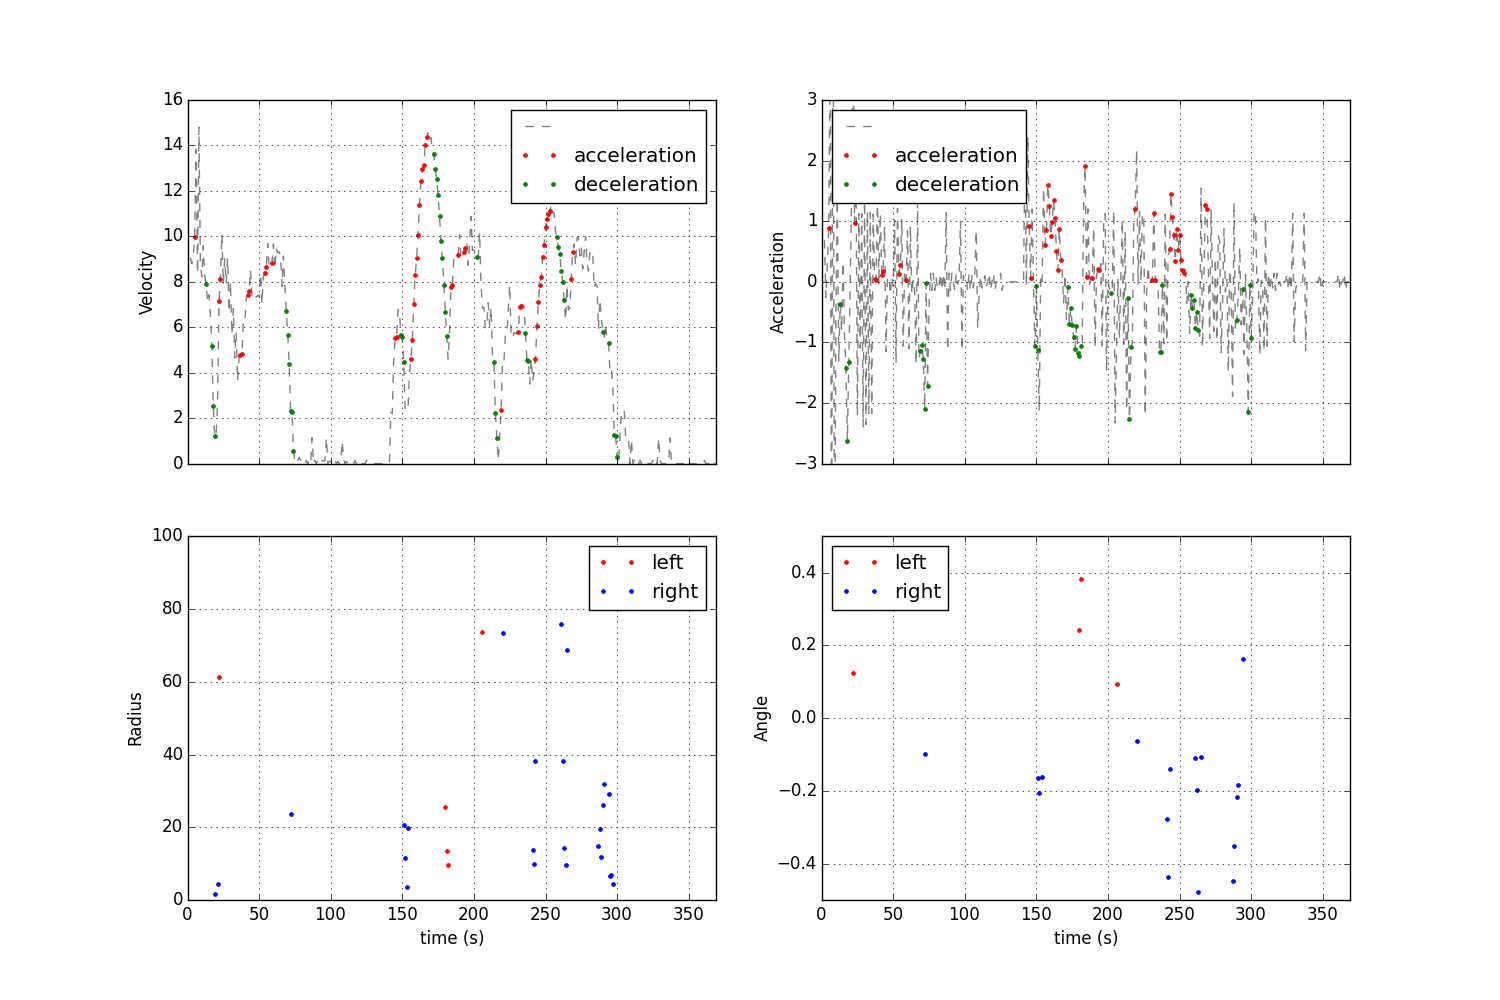 16
14
12
10
8
6
4
2
0
Velocity
acceleration
deceleration
3
2
1
0
−1
−2
−3
Acceleration
acceleration
deceleration
100
80
60
40
20
0
Radius
left
right
0 50 100 150 200 250 300 350
time (s)
0.4
0.2
0.0
−0.2
−0.4
Angle
left
right
0 50 100 150 200 250 300 350
time (s)